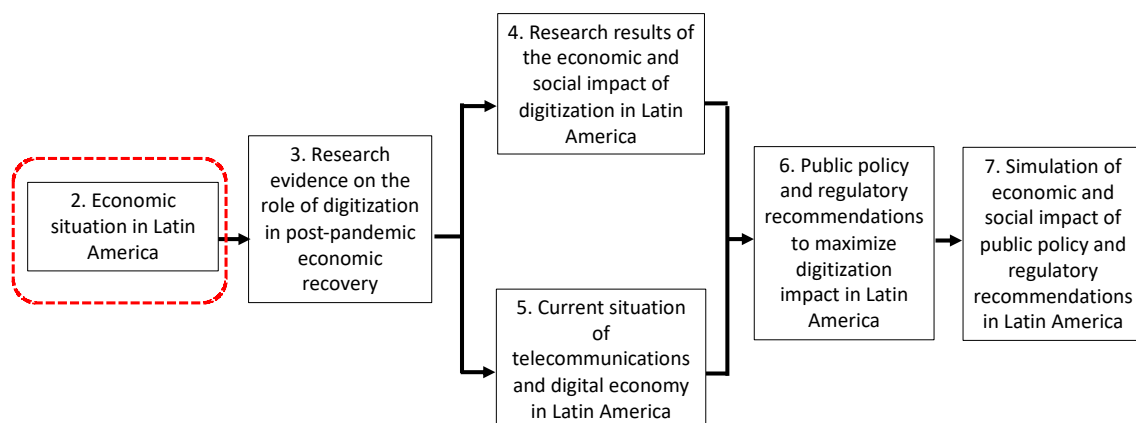 2. Economic
situation in Latin
America
3. Research
evidence on the
role of digitization
in post-pandemic
economic
recovery
4. Research results of
the economic and
social impact of
digitization in Latin
America
5. Current situation of
telecommunications
and digital economy
in Latin America
6. Public policy
and regulatory
recommendations
to maximize
digitization
impact in Latin
America
7. Simulation of
economic and
social impact of
public policy and
regulatory
recommendations
in Latin America